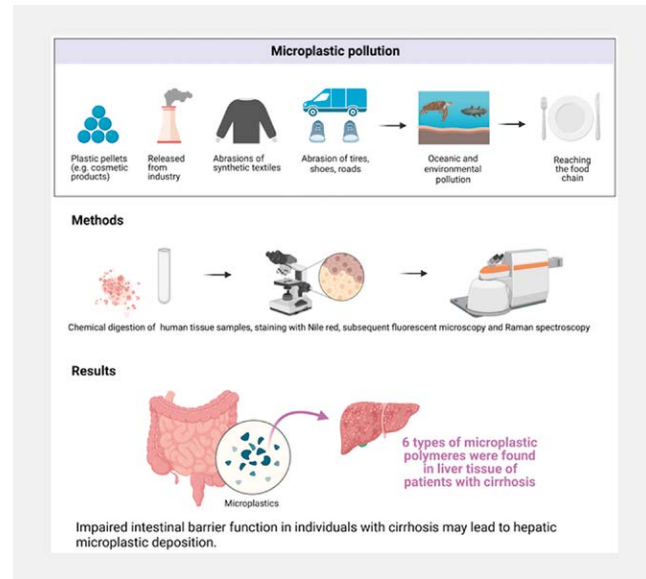 Microplastic pollution
Plastic pellets
(e.g. cosmetic
products)
Released
from
industry
Abrasions of
synthetic textiles
Abrasion of tires,
shoes, roads
Oceanic and
environmental
pollution
Reaching
the food
chain
Methods
Chemical digestion of human tissue samples, staining with Nile red, subsequent fluorescent microscopy and Raman spectroscopy
Results
Microplastics
6 types of microplastic
polymeres were found
in liver tissue of
patients with cirrhosis
Impaired intestinal barrier function in individuals with cirrhosis may lead to hepatic
microplastic deposition.